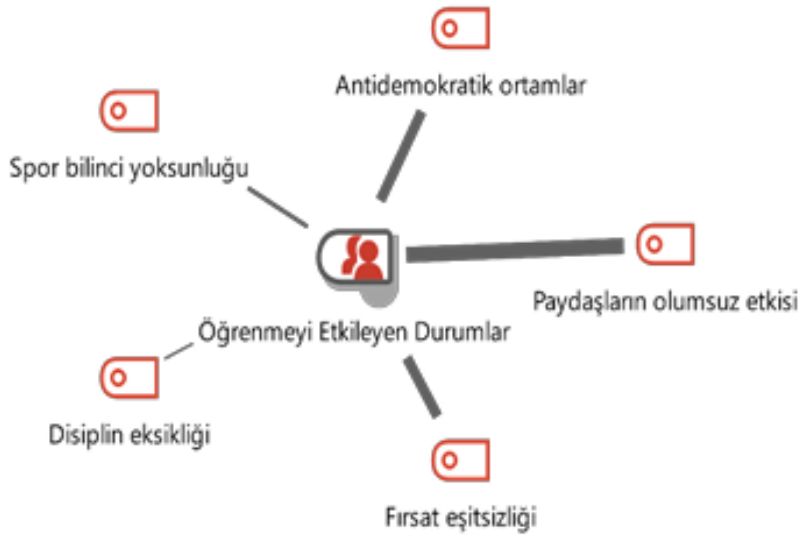 Antidemokratik ortamlar
Spor bilinci yoksunluğu
Paydaşların olumsuz etkisi
Öğrenmeyi Etkileyen Durumlar
Disiplin eksikliği
Fırsat eşitsizliği